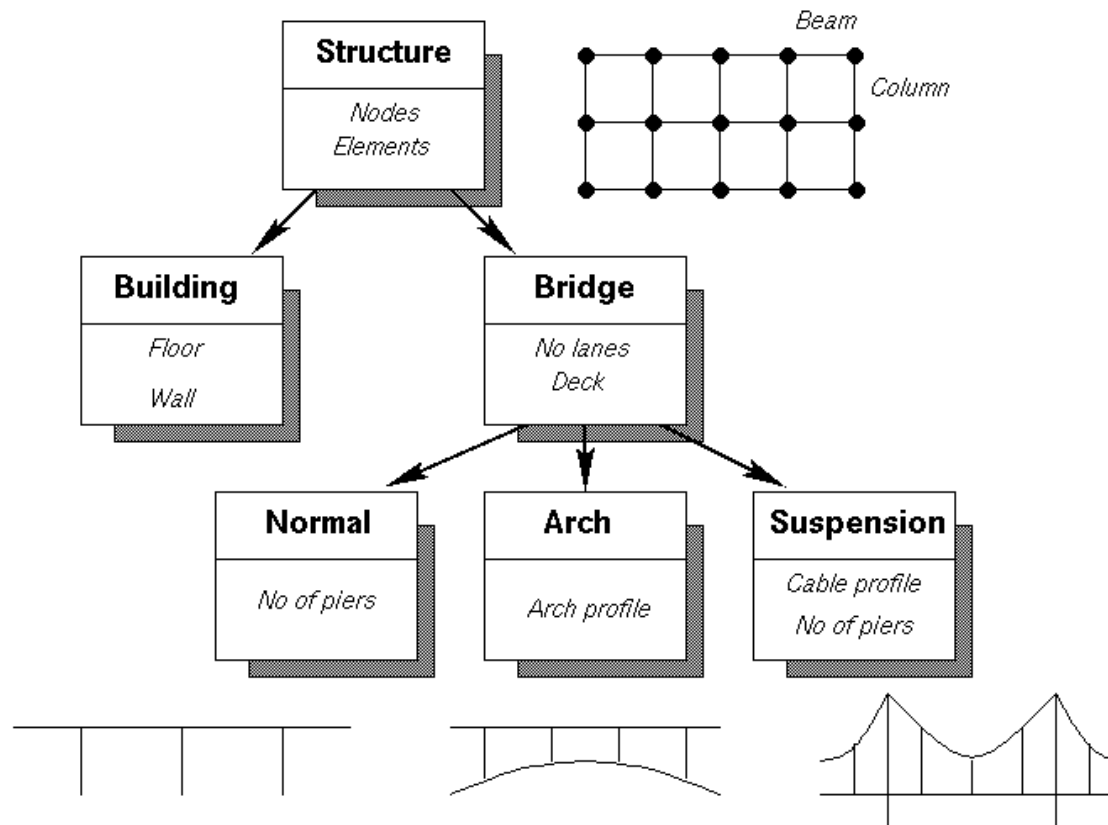 Structure
Nodes
Elements
Beam
Column
Building
Floor
Wall
Bridge
No lanes
Deck
Normal
No of piers
Arch
Arch profile
Suspension
Cable profile
No of piers